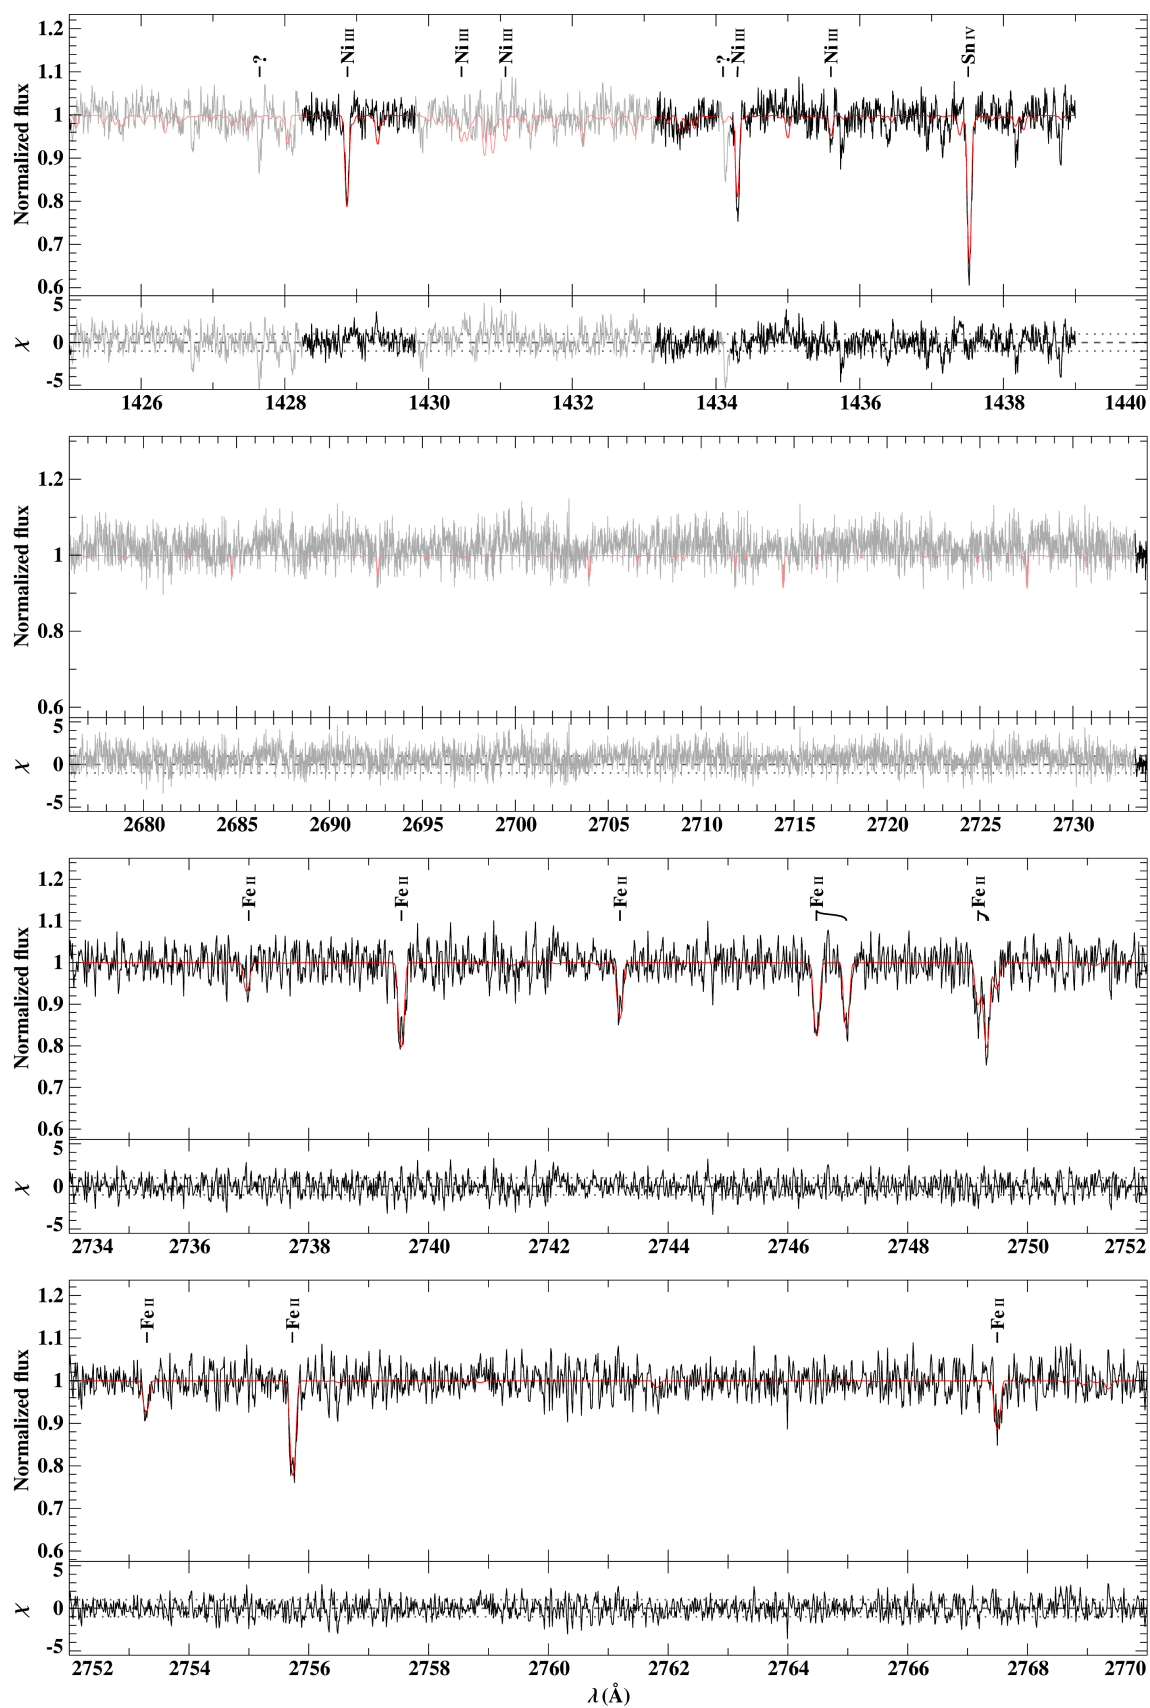 ? Ni III Ni III Ni III ? Ni III Ni III Sn IV
Normalized flux
1.2
1.1
1
0.9
0.8
0.7
0.6
χ
5
0
-5
1426 1428 1430 1432 1434 1436 1438 1440
Normalized flux
1.2
1
0.8
0.6
χ
5
0
-5
2680 2685 2690 2695 2700 2705 2710 2715 2720 2725 2730
Fe II Fe II Fe II Fe II Fe II
Normalized flux
1.2
1.1
1
0.9
0.8
0.7
0.6
χ
5
0
-5
2734 2736 2738 2740 2742 2744 2746 2748 2750 2752
Fe II Fe II Fe II
Normalized flux
1.2
1.1
1
0.9
0.8
0.7
0.6
χ
5
0
-5
2752 2754 2756 2758 2760 2762 2764 2766 2768 2770
λ (Å)